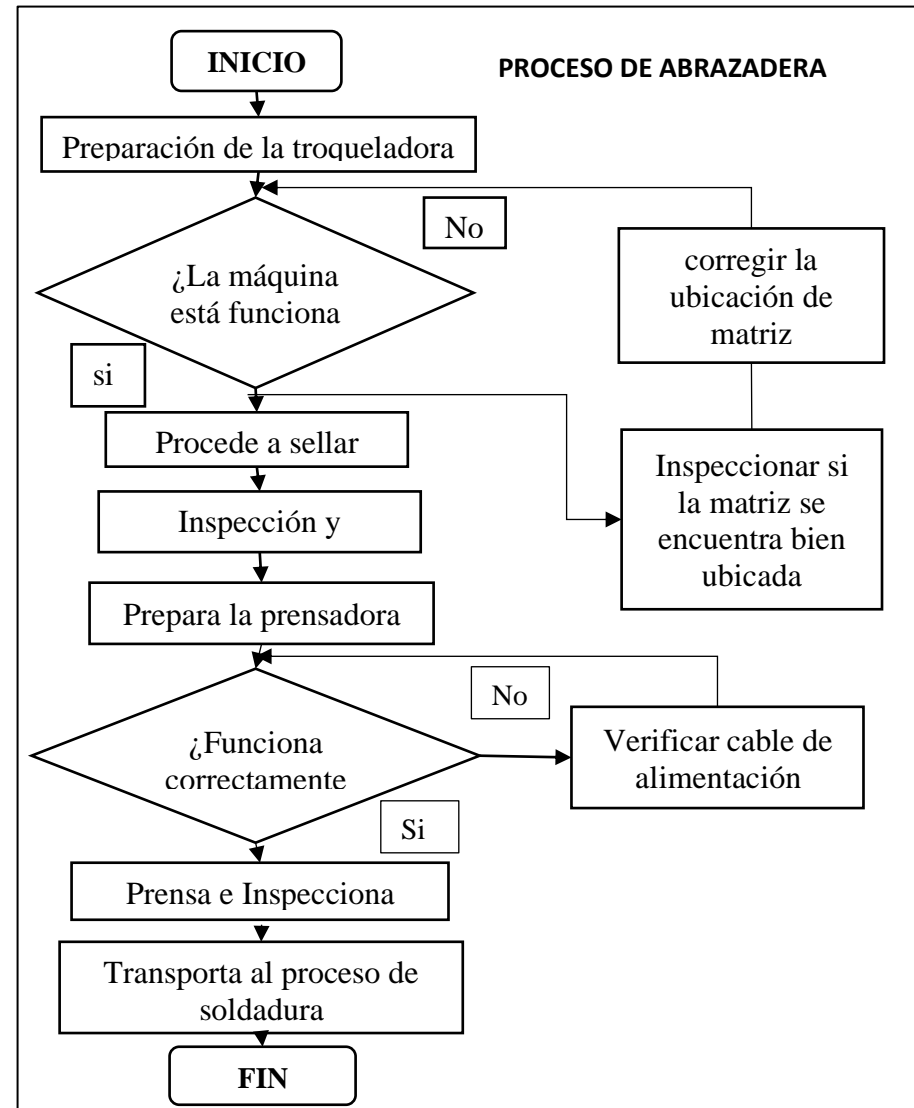 INICIO
PROCESO DE ABRAZADERA
Preparación de la troqueladora
No
¿La máquina
está funciona
corregir la
ubicación de
matriz
si
Procede a sellar
Inspeccionar si
la matriz se
encuentra bien
ubicada
Inspección y
Prepara la prensadora
No
¿Funciona
correctamente
Verificar cable de
alimentación
Si
Prensa e Inspecciona
Transporta al proceso de
soldadura
FIN